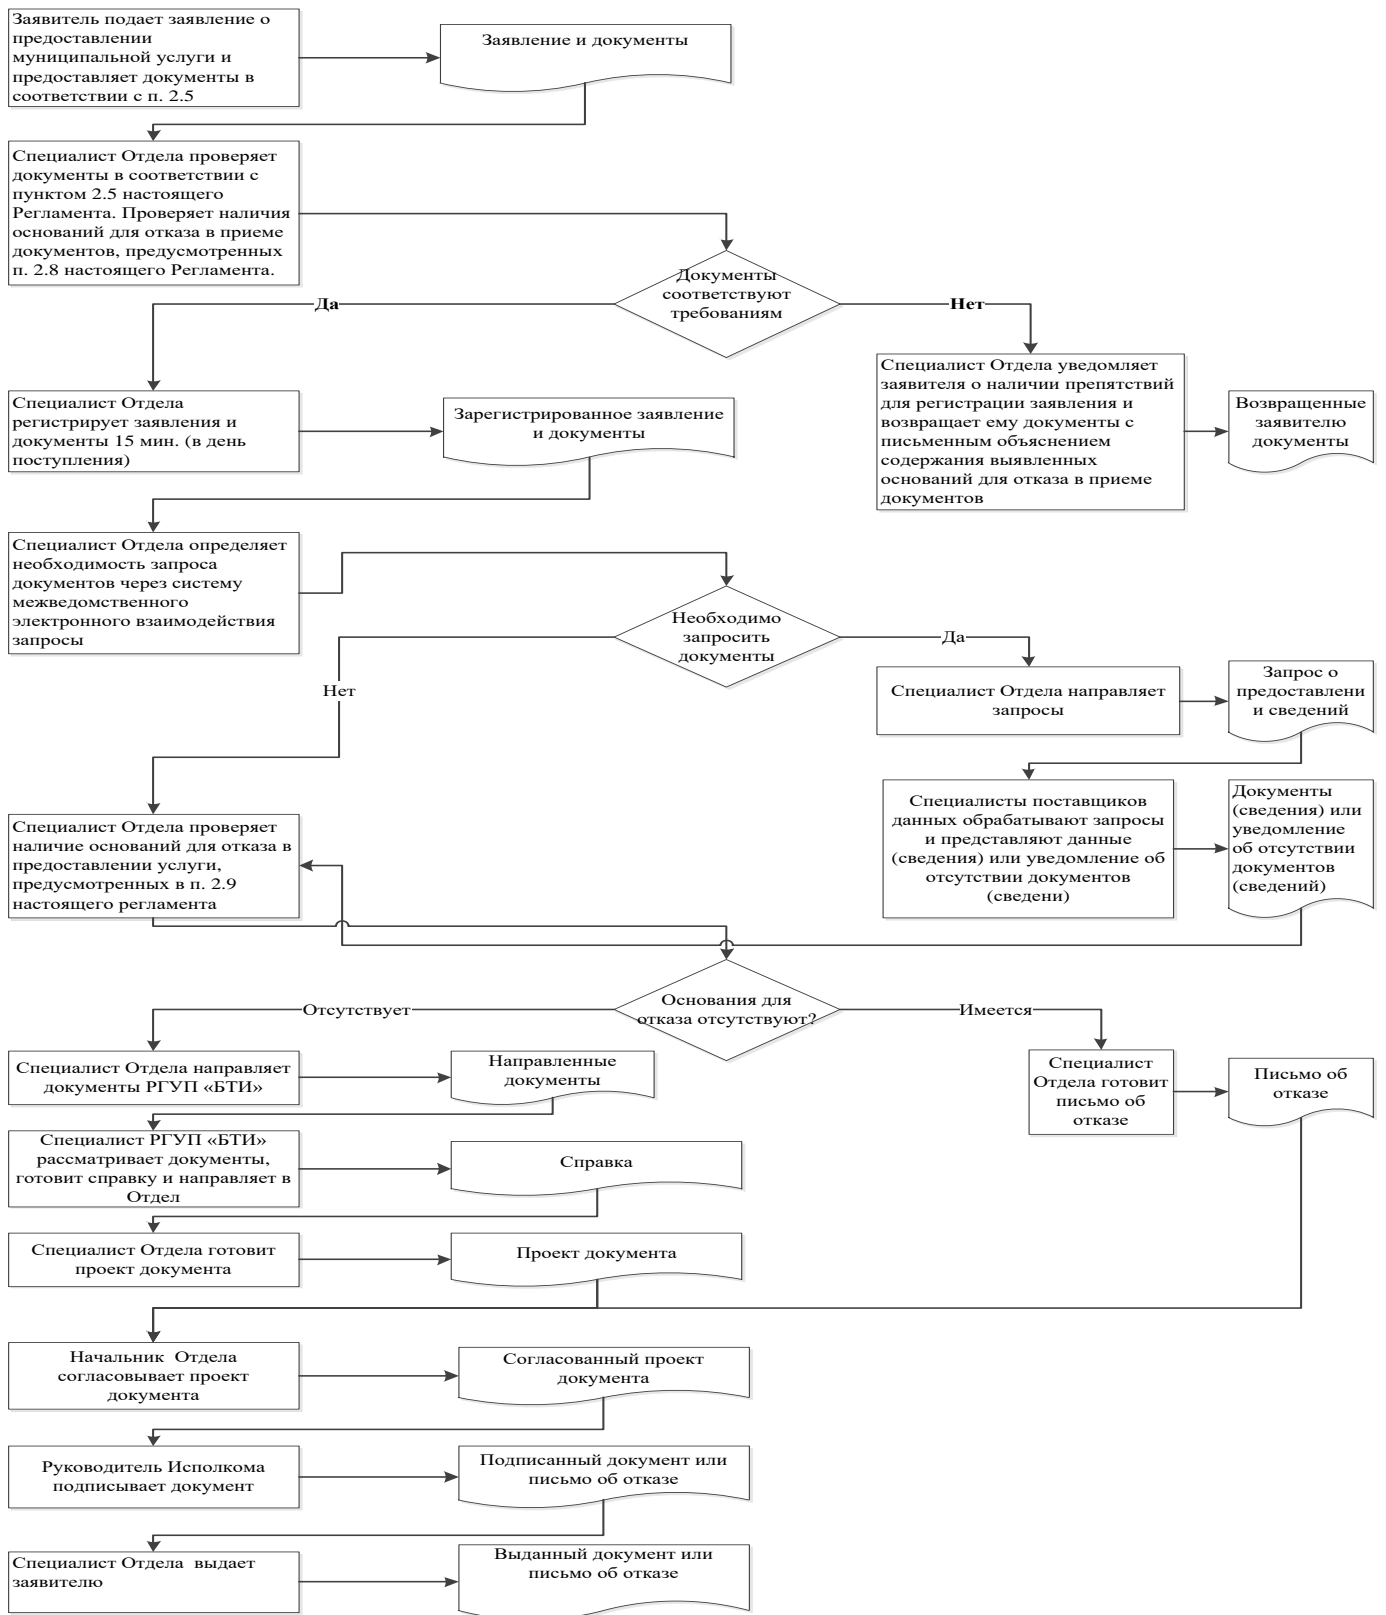 Заявитель подает заявление о
предоставлении
муниципальной услуги и
предоставляет документы в
соответствии с п. 2.5
Заявление и документы
Специалист Отдела проверяет
документы в соответствии с
пунктом 2.5 настоящего
Регламента. Проверяет наличия
оснований для отказа в приеме
документов, предусмотренных
п. 2.8 настоящего Регламента.
Документы
соответствуют
требованиям
Да
Нет
Специалист Отдела
регистрирует заявления и
документы 15 мин. (в день
поступления)
Зарегистрированное заявление
и документы
Специалист Отдела уведомляет
заявителя о наличии препятствий
для регистрации заявления и
возвращает ему документы с
письменным объяснением
содержания выявленных
оснований для отказа в приеме
документов
Возвращенные
заявителю
документы
Специалист Отдела определяет
необходимость запроса
документов через систему
межведомственного
электронного взаимодействия
запросы
Необходимо
запросить
документы
Да
Нет
Специалист Отдела направляет
запросы
Запрос о
предоставлени
и сведений
Специалисты поставщиков
данных обрабатывают запросы
и представляют данные
(сведения) или уведомление об
отсутствии документов
(сведени)
Документы
(сведения) или
уведомление
об отсутствии
документов
(сведений)
Специалист Отдела проверяет
наличие оснований для отказа в
предоставлении услуги,
предусмотренных в п. 2.9
настоящего регламента
Основания для
отказа отсутствуют?
Отсутствует
Имеется
Специалист Отдела направляет
документы РГУП «БТИ»
Направленные
документы
Специалист
Отдела готовит
письмо об
отказе
Письмо об
отказе
Специалист РГУП «БТИ»
рассматривает документы,
готовит справку и направляет в
Отдел
Справка
Специалист Отдела готовит
проект документа
Проект документа
Начальник  Отдела
согласовывает проект
документа
Согласованный проект
документа
Руководитель Исполкома
подписывает документ
Подписанный документ или
письмо об отказе
Специалист Отдела  выдает
заявителю
Выданный документ или
письмо об отказе